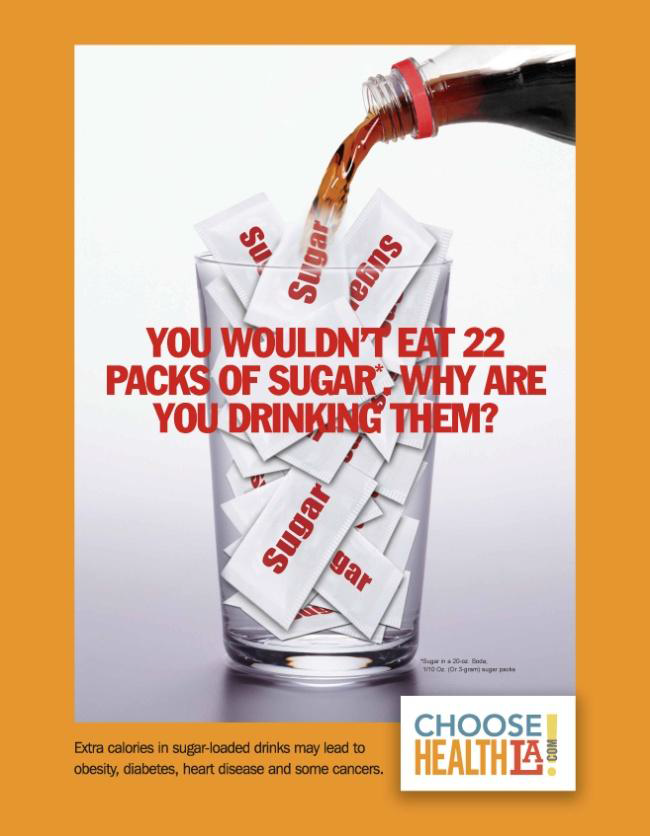 Su
Sugar
Sugar
YOU WOULDN'T EAT 22
PACKS OF SUGAR*. WHY ARE
YOU DRINKING THEM?
Sugar
gar
*Sugar in a 20-oz. Soda,
1/10 Oz. (Or 3-gram) sugar packs
Extra calories in sugar-loaded drinks may lead to
obesity, diabetes, heart disease and some cancers.
CHOOSE
HEALTH LA!
.COM